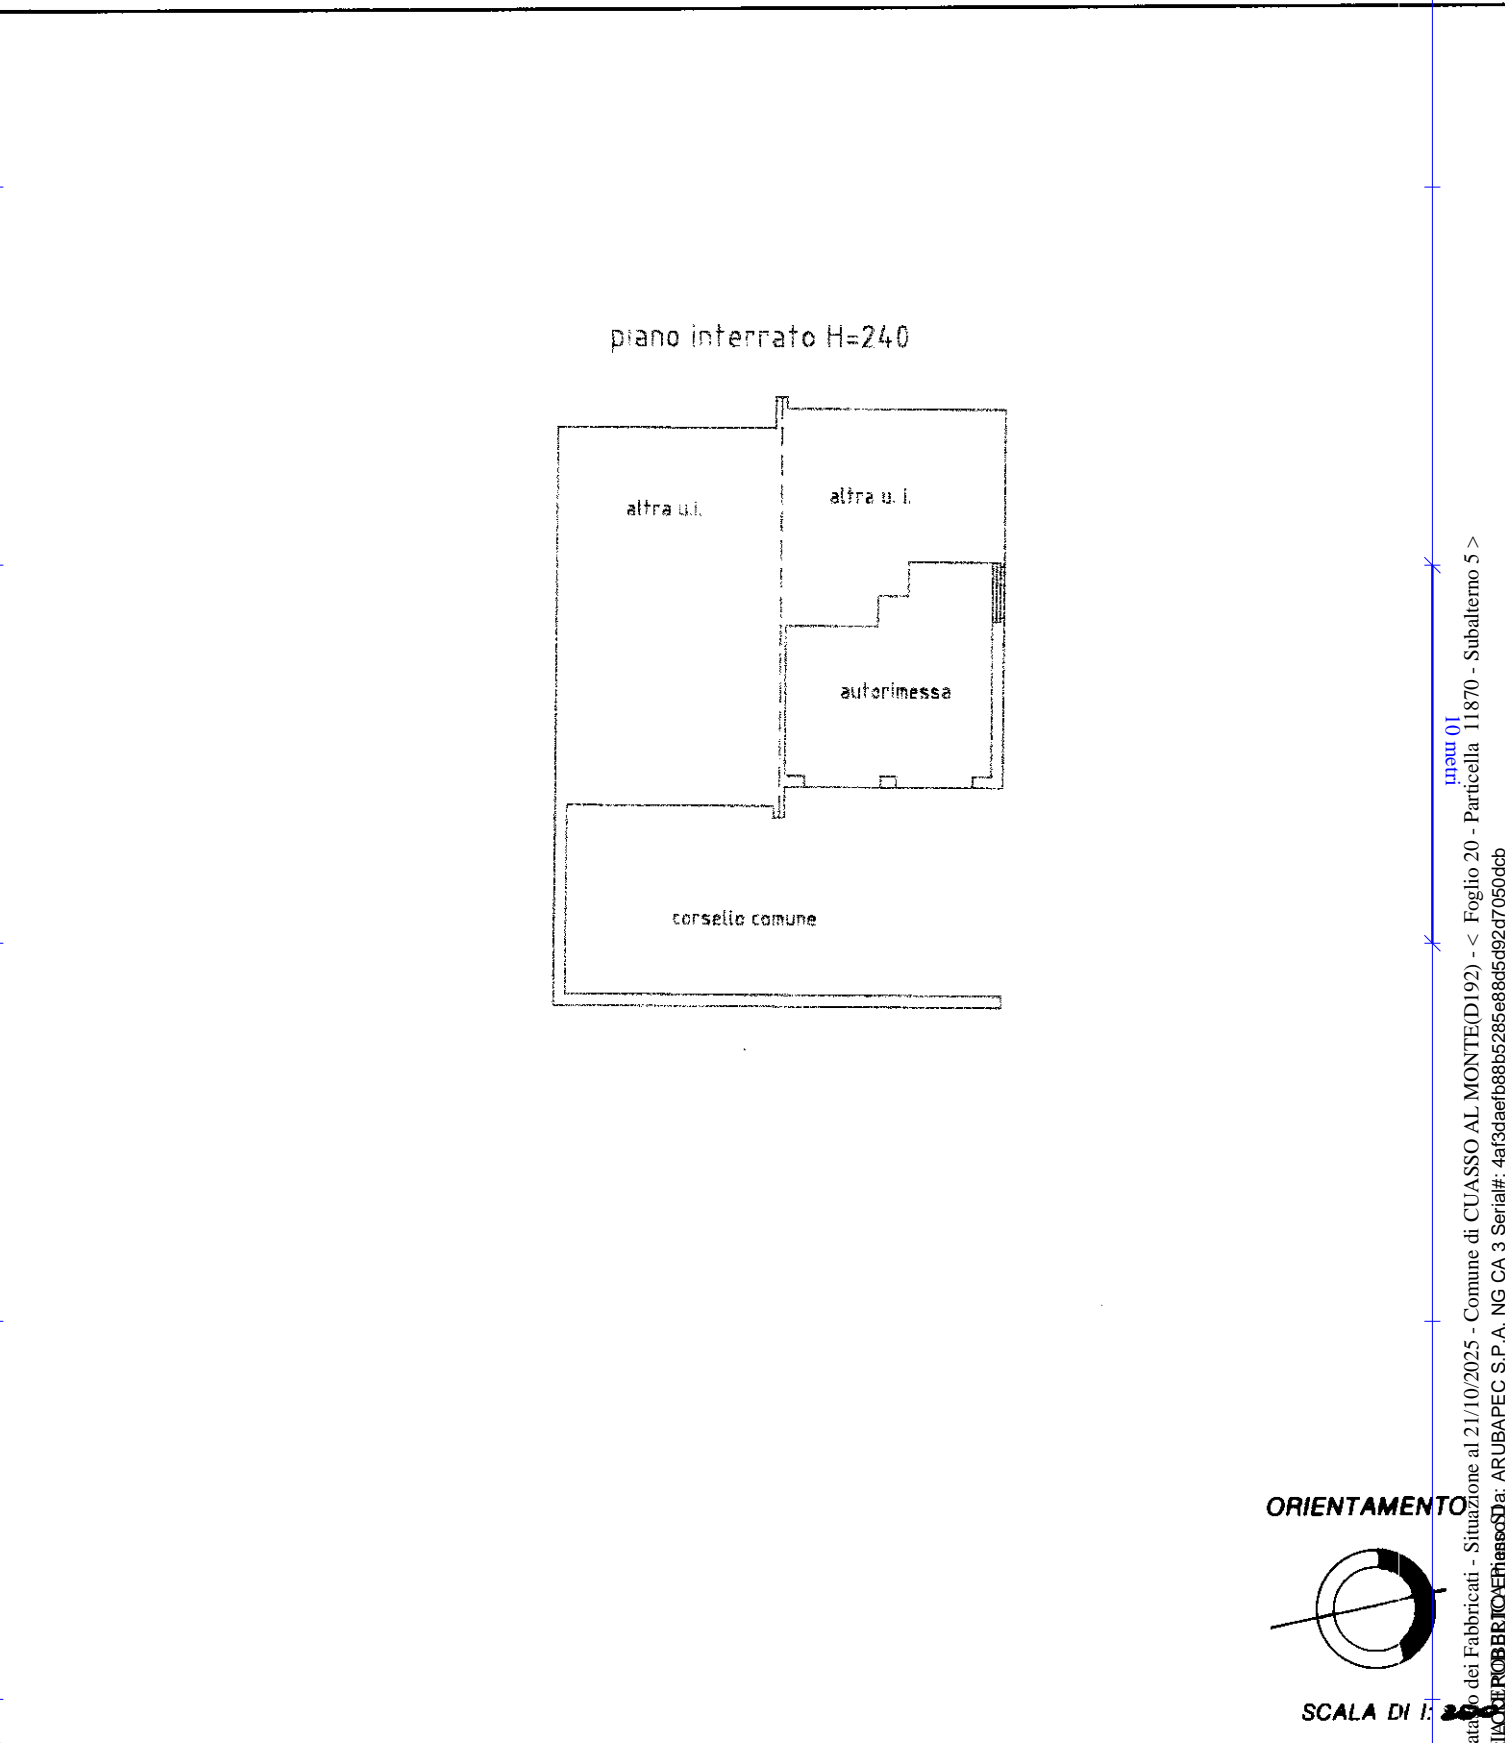 piano interrato H=240
altra u.i.
altra u. i.
autorimessa
corsello comune
10 metri
dei Fabbricati - Situazione al 21/10/2025 - Comune di CUASSO AL MONTE(D192) - < Foglio 20 - Particella 11870 - Subalterno 5 >
Da: ARUBAPEC S.P.A. NG CA 3 Serial#: 4af3daefb88b5285e88d5d92d7050dcb
ORIENTAMENTO
SCALA DI 1: 200